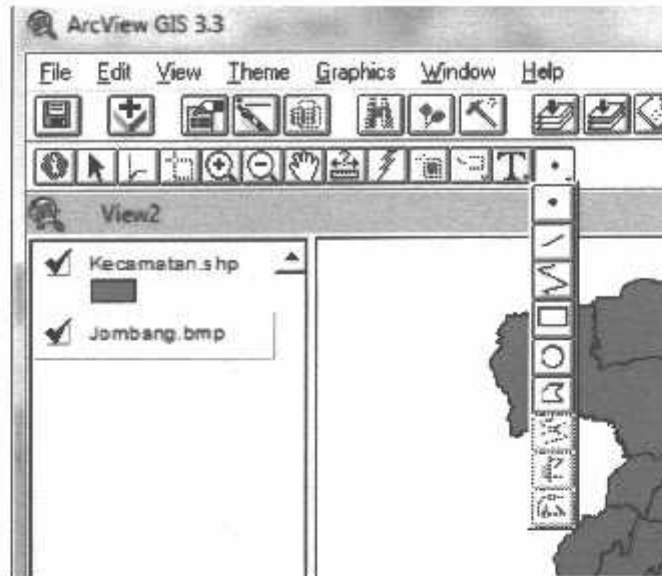 ArcView GIS 3.3
File Edit View Theme Graphics Window Help
T
View2
Kecamatan.shp
Jombang.bmp